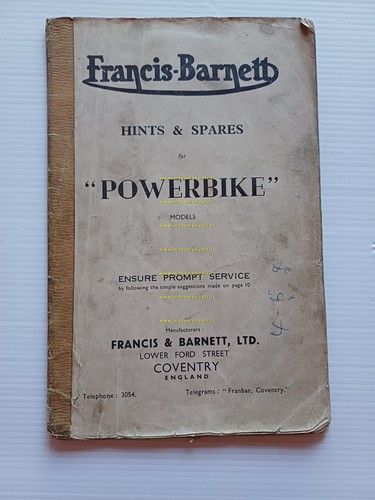 Francis-Barnett
HINTS & SPARES
for
"POWERBIKE"
MODELS
ENSURE PROMPT SERVICE
by following the simple suggestions made on page 10
Manufacturers :
FRANCIS & BARNETT, LTD.
LOWER FORD STREET
COVENTRY
ENGLAND
Telephone : 3054.
Telegrams : "Franbar, Coventry."